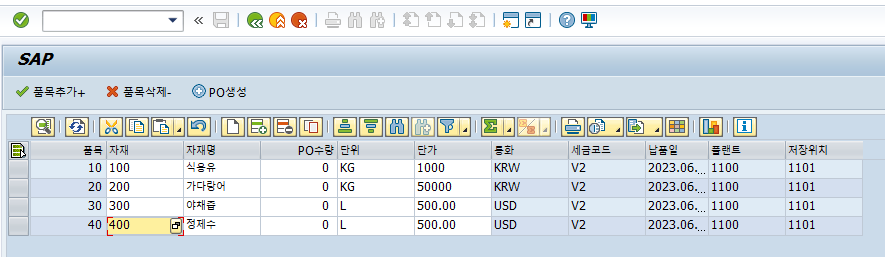 SAP
품목추가+ 품목삭제- PO생성
품목 자재 자재명 PO수량 단위 단가 통화 세금코드 납품일 플랜트 저장위치
10 100 식용유 0 KG 1000 KRW V2 2023.06... 1100 1101
20 200 가다랑어 0 KG 50000 KRW V2 2023.06... 1100 1101
30 300 야채즙 0 L 500.00 USD V2 2023.06... 1100 1101
40 400 정제수 0 L 500.00 USD V2 2023.06... 1100 1101